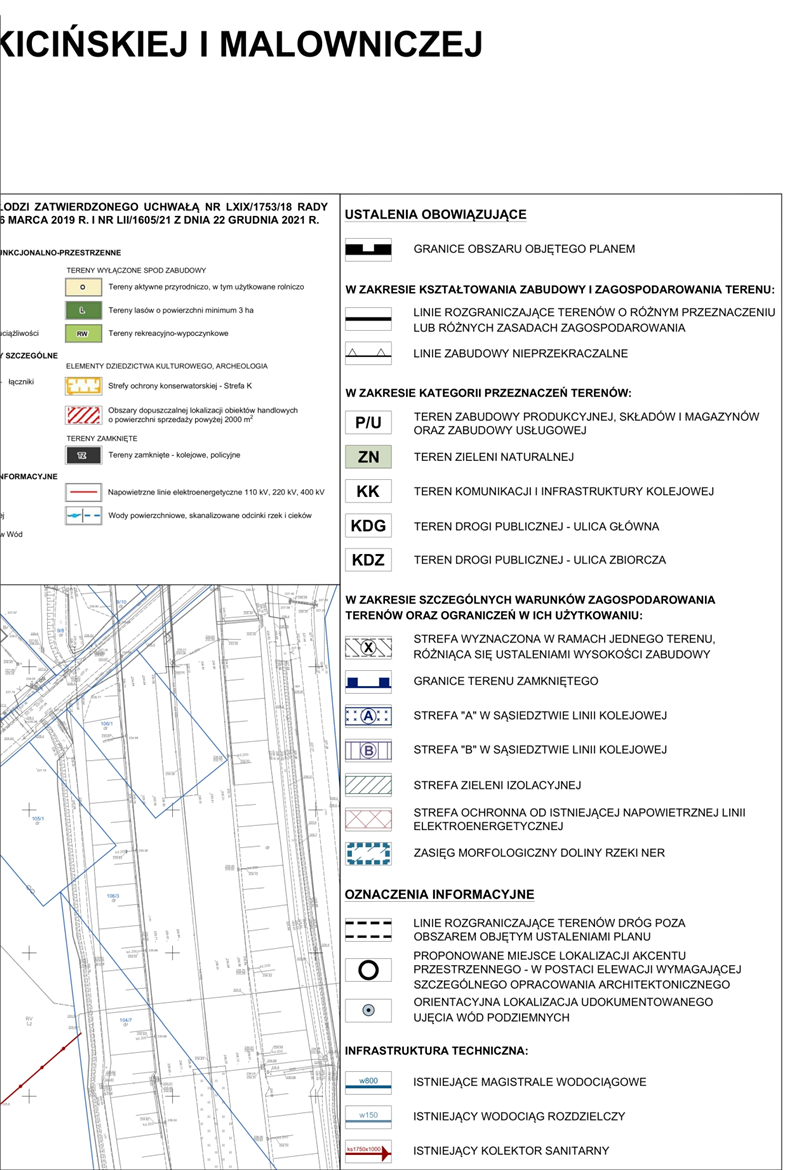 KICIŃSKIEJ I MALOWNICZEJ
ŁODZI ZATWIERDZONEGO UCHWAŁĄ NR LXIX/1753/18 RADY
6 MARCA 2019 R. I NR LII/1605/21 Z DNIA 22 GRUDNIA 2021 R.
UNKCJONALNO-PRZESTRZENNE
TERENY WYŁĄCZONE SPOD ZABUDOWY
O Tereny aktywne przyrodniczo, w tym użytkowane rolniczo
L Tereny lasów o powierzchni minimum 3 ha
uciążliwości RW Tereny rekreacyjno-wypoczynkowe
Y SZCZEGÓLNE
ELEMENTY DZIEDZICTWA KULTUROWEGO, ARCHEOLOGIA
- łączniki
Strefy ochrony konserwatorskiej - Strefa K
Obszary dopuszczalnej lokalizacji obiektów handlowych
o powierzchni sprzedaży powyżej 2000 m²
TERENY ZAMKNIĘTE
TZ Tereny zamknięte - kolejowe, policyjne
NFORMACYJNE
Napowietrzne linie elektroenergetyczne 110 kV, 220 kV, 400 kV
ej Wody powierzchniowe, skanalizowane odcinki rzek i cieków
w Wód
USTALENIA OBOWIĄZUJĄCE
GRANICE OBSZARU OBJĘTEGO PLANEM
W ZAKRESIE KSZTAŁTOWANIA ZABUDOWY I ZAGOSPODAROWANIA TERENU:
LINIE ROZGRANICZAJĄCE TERENÓW O RÓŻNYM PRZEZNACZENIU
LUB RÓŻNYCH ZASADACH ZAGOSPODAROWANIA
LINIE ZABUDOWY NIEPRZEKRACZALNE
W ZAKRESIE KATEGORII PRZEZNACZEŃ TERENÓW:
P/U TEREN ZABUDOWY PRODUKCYJNEJ, SKŁADÓW I MAGAZYNÓW
ORAZ ZABUDOWY USŁUGOWEJ
ZN TEREN ZIELENI NATURALNEJ
KK TEREN KOMUNIKACJI I INFRASTRUKTURY KOLEJOWEJ
KDG TEREN DROGI PUBLICZNEJ - ULICA GŁÓWNA
KDZ TEREN DROGI PUBLICZNEJ - ULICA ZBIORCZA
W ZAKRESIE SZCZEGÓLNYCH WARUNKÓW ZAGOSPODAROWANIA
TERENÓW ORAZ OGRANICZEŃ W ICH UŻYTKOWANIU:
X STREFA WYZNACZONA W RAMACH JEDNEGO TERENU,
RÓŻNIĄCA SIĘ USTALENIAMI WYSOKOŚCI ZABUDOWY
GRANICE TERENU ZAMKNIĘTEGO
A STREFA "A" W SĄSIEDZTWIE LINII KOLEJOWEJ
B STREFA "B" W SĄSIEDZTWIE LINII KOLEJOWEJ
STREFA ZIELENI IZOLACYJNEJ
STREFA OCHRONNA OD ISTNIEJĄCEJ NAPOWIETRZNEJ LINII
ELEKTROENERGETYCZNEJ
ZASIĘG MORFOLOGICZNY DOLINY RZEKI NER
OZNACZENIA INFORMACYJNE
LINIE ROZGRANICZAJĄCE TERENÓW DRÓG POZA
OBSZAREM OBJĘTYM USTALENIAMI PLANU
PROPONOWANE MIEJSCE LOKALIZACJI AKCENTU
PRZESTRZENNEGO - W POSTACI ELEWACJI WYMAGAJĄCEJ
SZCZEGÓLNEGO OPRACOWANIA ARCHITEKTONICZNEGO
ORIENTACYJNA LOKALIZACJA UDOKUMENTOWANEGO
UJĘCIA WÓD PODZIEMNYCH
INFRASTRUKTURA TECHNICZNA:
w800 ISTNIEJĄCE MAGISTRALE WODOCIĄGOWE
w150 ISTNIEJĄCY WODOCIĄG ROZDZIELCZY
ks1750x1000 ISTNIEJĄCY KOLEKTOR SANITARNY
106/1
105/1
106/3
104/7